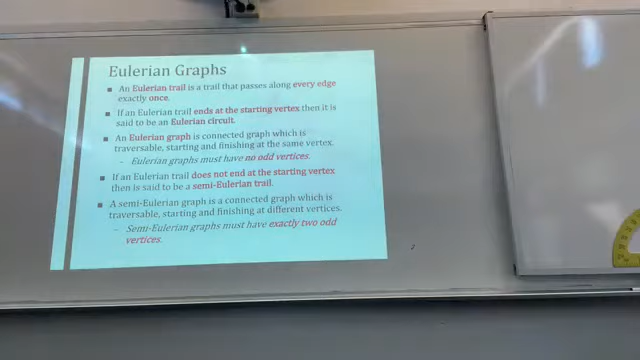 Eulerian Graphs
■ An Eulerian trail is a trail that passes along every edge
exactly once.
■ If an Eulerian trail ends at the starting vertex then it is
said to be an Eulerian circuit.
■ An Eulerian graph is connected graph which is
traversable, starting and finishing at the same vertex.
– Eulerian graphs must have no odd vertices.
■ If an Eulerian trail does not end at the starting vertex
then is said to be a semi-Eulerian trail.
■ A semi-Eulerian graph is a connected graph which is
traversable, starting and finishing at different vertices.
– Semi-Eulerian graphs must have exactly two odd
vertices.